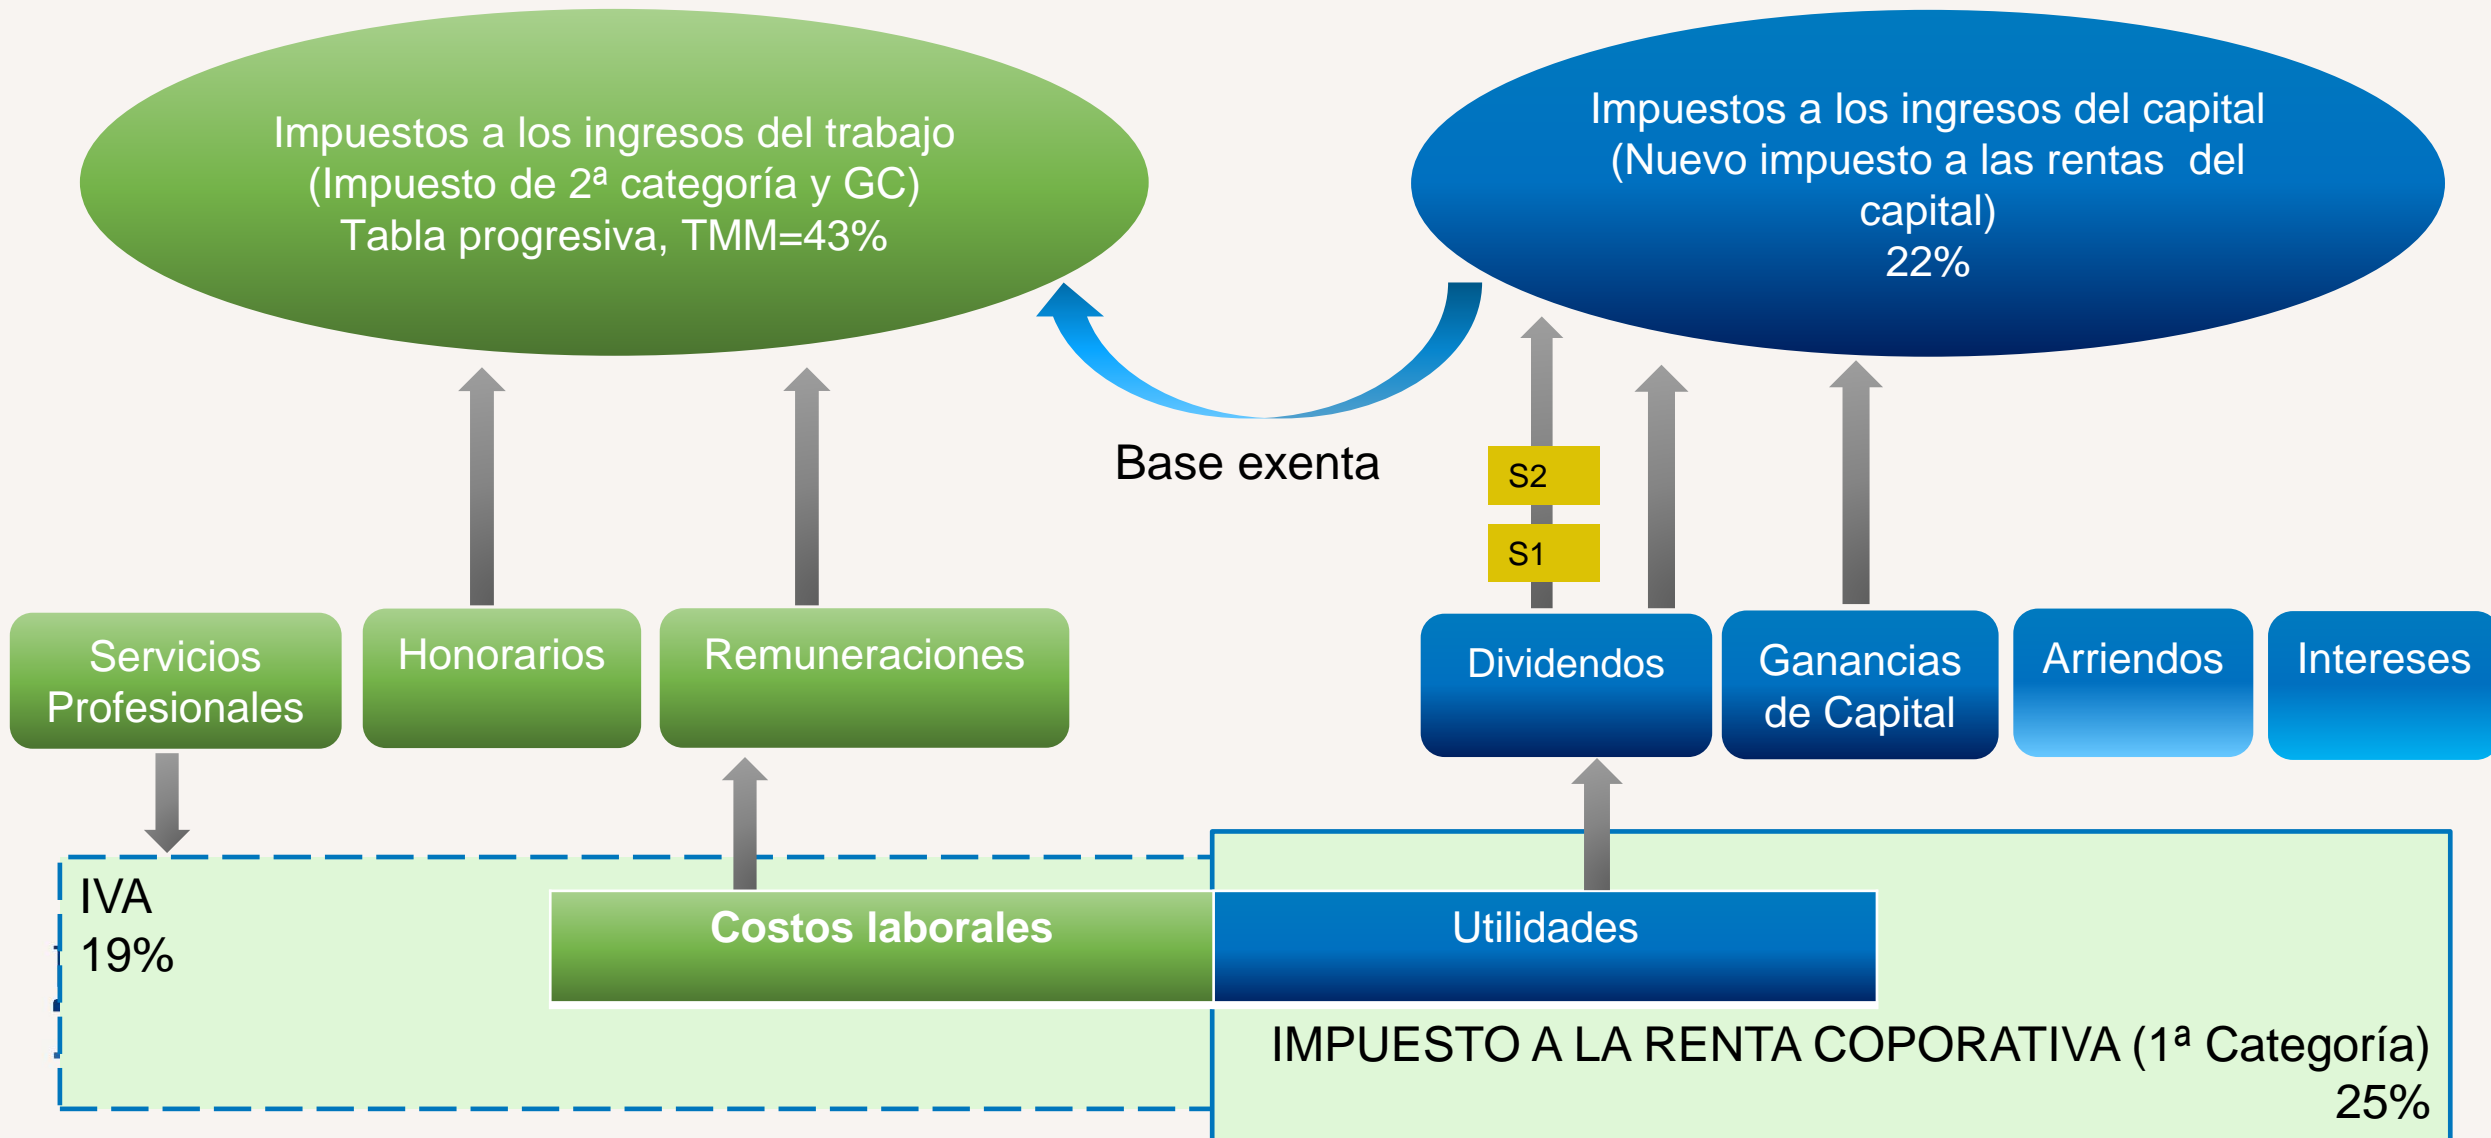 Impuestos a los ingresos del trabajo
(Impuesto de 2ª categoría y GC)
Tabla progresiva, TMM=43%
Impuestos a los ingresos del capital
(Nuevo impuesto a las rentas  del
capital)
22%
Base exenta
S2
S1
Servicios
Profesionales
Honorarios
Remuneraciones
Dividendos
Ganancias
de Capital
Arriendos
Intereses
IVA
19%
Costos laborales
Utilidades
IMPUESTO A LA RENTA COPORATIVA (1ª Categoría)
25%